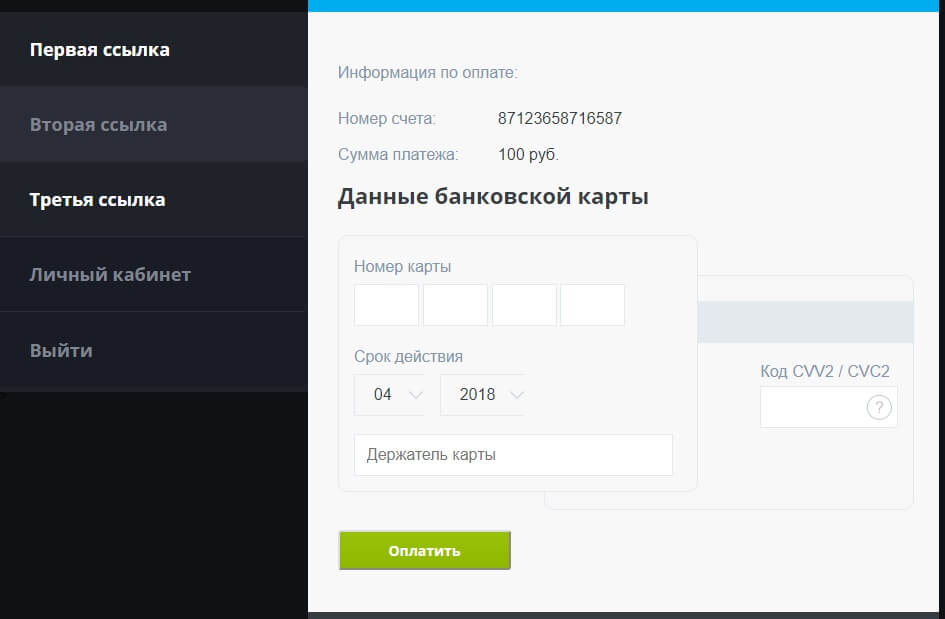 Первая ссылка
Вторая ссылка
Третья ссылка
Личный кабинет
Выйти
Информация по оплате:
Номер счета: 87123658716587
Сумма платежа: 100 руб.
Данные банковской карты
Номер карты
Срок действия
04 2018
Держатель карты
Код CVV2 / CVC2
?
Оплатить